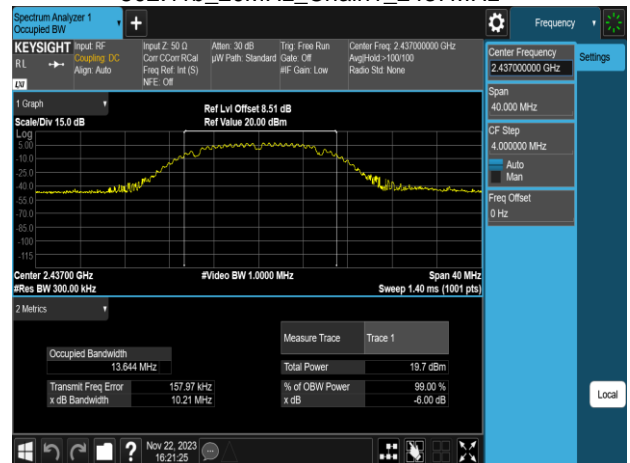 Spectrum Analyzer 1
Occupied BW
Frequency
KEYSIGHT
RL
LXI
Input: RF
Coupling: DC
Align: Auto
Input Z: 50 Ω
Corr CCorr RCal
Freq Ref: Int (S)
NFE: Off
Atten: 30 dB
µW Path: Standard
Trig: Free Run
Gate: Off
#IF Gain: Low
Center Freq: 2.437000000 GHz
Avg|Hold:>100/100
Radio Std: None
Center Frequency
2.437000000 GHz
Settings
Span
40.000 MHz
CF Step
4.000000 MHz
Auto
Man
Freq Offset
0 Hz
Local
1 Graph
Scale/Div 15.0 dB
Ref Lvl Offset 8.51 dB
Ref Value 20.00 dBm
Log
5.00
-10.0
-25.0
-40.0
-55.0
-70.0
-85.0
-100
-115
Center 2.43700 GHz
#Res BW 300.00 kHz
#Video BW 1.0000 MHz
Span 40 MHz
Sweep 1.40 ms (1001 pts)
2 Metrics
Measure Trace
Trace 1
Occupied Bandwidth
13.644 MHz
Total Power
19.7 dBm
Transmit Freq Error
157.97 kHz
% of OBW Power
99.00 %
x dB Bandwidth
10.21 MHz
x dB
-6.00 dB
Nov 22, 2023
16:21:25